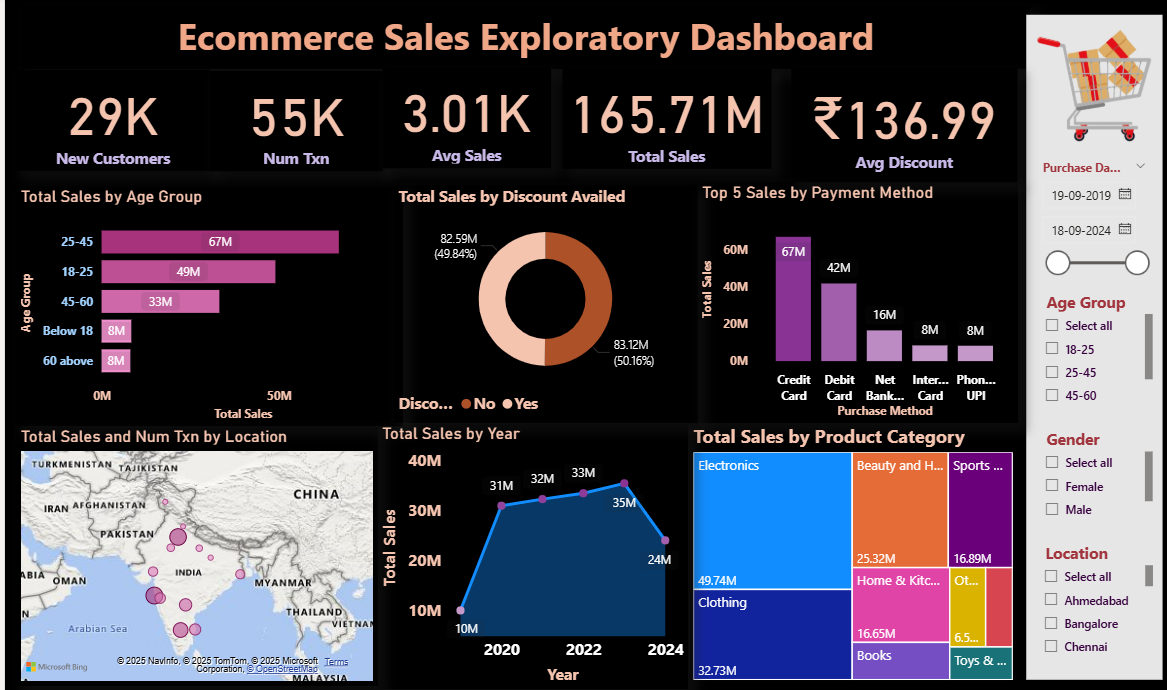 Ecommerce Sales Exploratory Dashboard
29K
New Customers
55K
Num Txn
3.01K
Avg Sales
165.71M
Total Sales
₹136.99
Avg Discount
Total Sales by Age Group
Age Group
25-45
67M
18-25
49M
45-60
33M
Below 18
8M
60 above
8M
0M
50M
Total Sales
Total Sales by Discount Availed
82.59M
(49.84%)
83.12M
(50.16%)
Disco...
No
Yes
Top 5 Sales by Payment Method
Total Sales
60M
40M
20M
0M
67M
42M
16M
8M
8M
Credit
Card
Debit
Card
Net
Bank...
Inter...
Card
Phon...
UPI
Purchase Method
Total Sales and Num Txn by Location
TURKMENISTAN
TAJIKISTAN
CHINA
IRAN
AFGHANISTAN
PAKISTAN
INDIA
ABIA
OMAN
MYANMAR
THAILAND
VIETNAM
Arabian Sea
MALAYSIA
Microsoft Bing
© 2025 NavInfo, © 2025 TomTom, © 2025 Microsoft
Corporation, © OpenStreetMap
Terms
Total Sales by Year
Total Sales
40M
30M
20M
10M
10M
31M
32M
33M
35M
24M
2020
2022
2024
Year
Total Sales by Product Category
Electronics
49.74M
Clothing
32.73M
Beauty and H...
25.32M
Sports ...
16.89M
Home & Kitc...
16.65M
Ot...
6.5...
Books
Toys & ...
Purchase Da...
19-09-2019
18-09-2024
Age Group
Select all
18-25
25-45
45-60
Gender
Select all
Female
Male
Location
Select all
Ahmedabad
Bangalore
Chennai